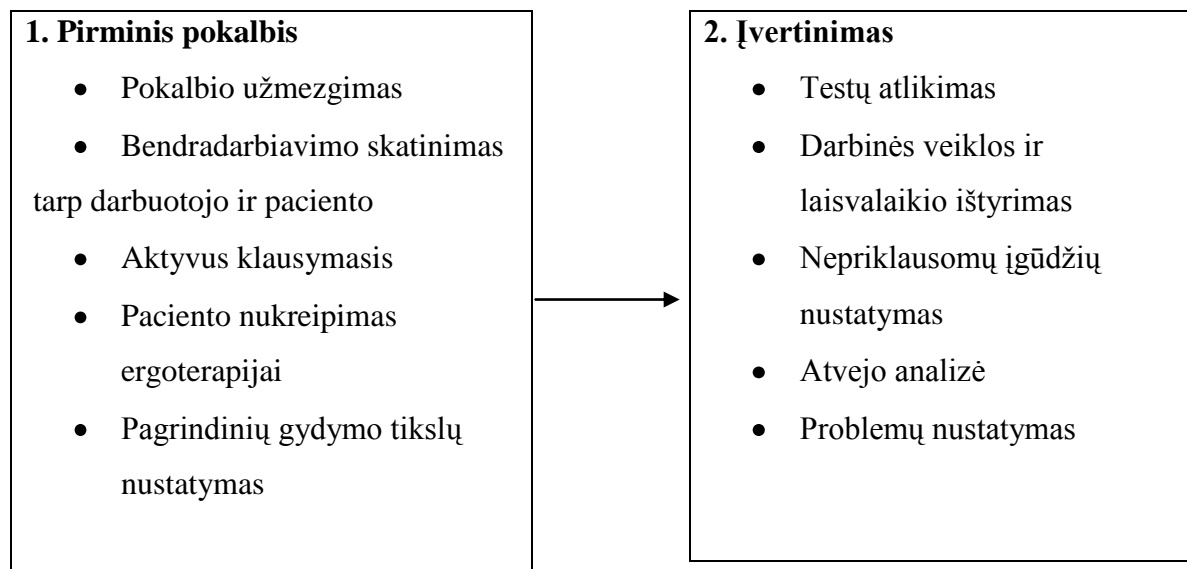 1. Pirminis pokalbis
• Pokalbio užmezgimas
• Bendradarbiavimo skatinimas
tarp darbuotojo ir paciento
• Aktyvus klausymasis
• Paciento nukreipimas
ergoterapijai
• Pagrindinių gydymo tikslų
nustatymas
2. Įvertinimas
• Testų atlikimas
• Darbinės veiklos ir
laisvalaikio ištyrimas
• Nepriklausomų įgūdžių
nustatymas
• Atvejo analizė
• Problemų nustatymas